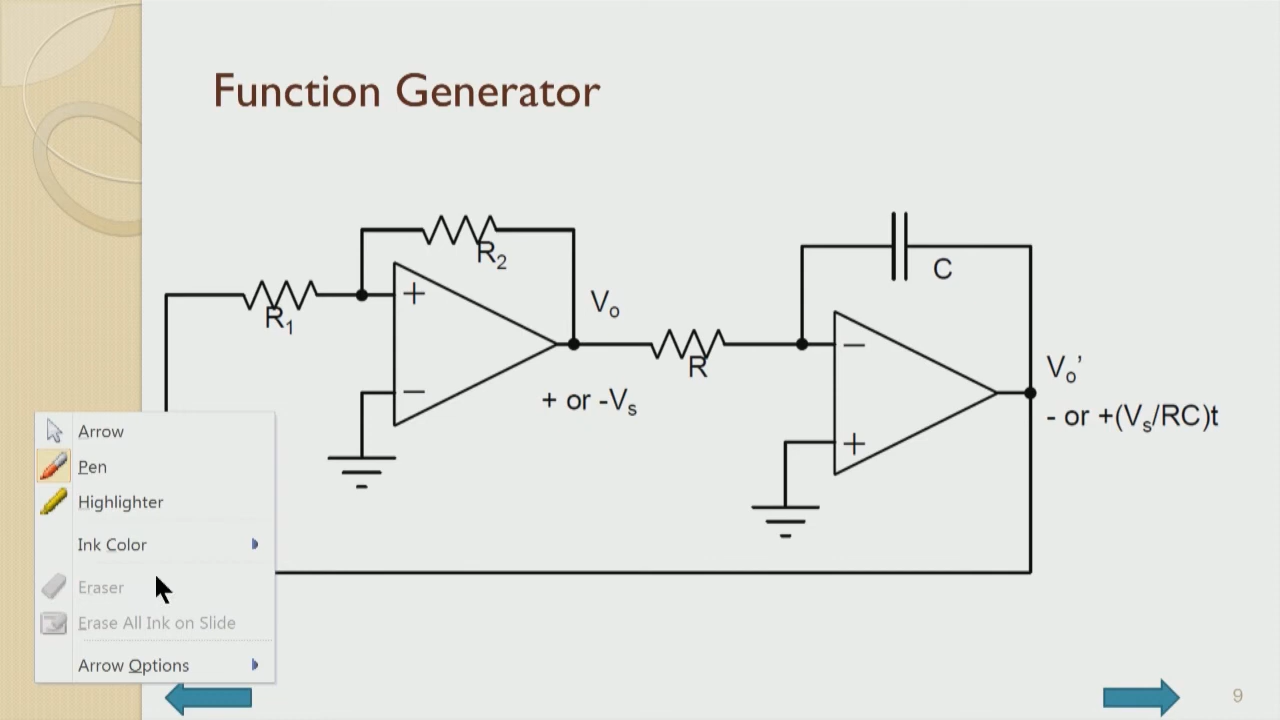 Function Generator
R₂
C
+
Vₒ
R₁
−
R
Vₒ’
−
+ or -Vₛ
- or +(Vₛ/RC)t
+
Arrow
Pen
Highlighter
Ink Color
Eraser
Erase All Ink on Slide
Arrow Options
9